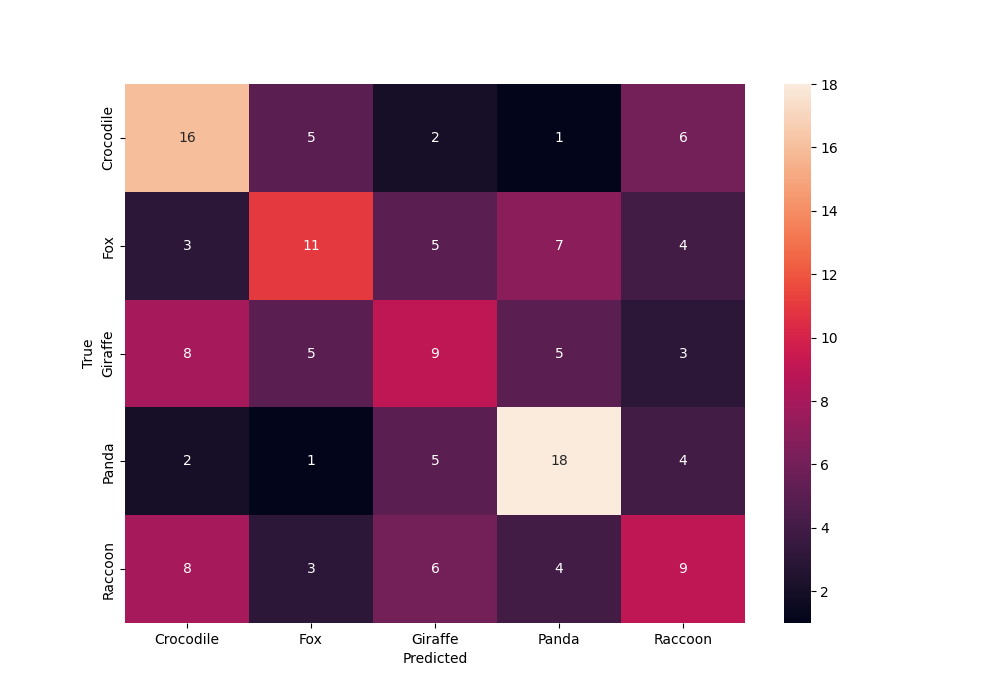 Crocodile 16 5 2 1 6
Fox 3 11 5 7 4
Giraffe 8 5 9 5 3
Panda 2 1 5 18 4
Raccoon 8 3 6 4 9
True
Crocodile Fox Giraffe Panda Raccoon
Predicted
18
16
14
12
10
8
6
4
2